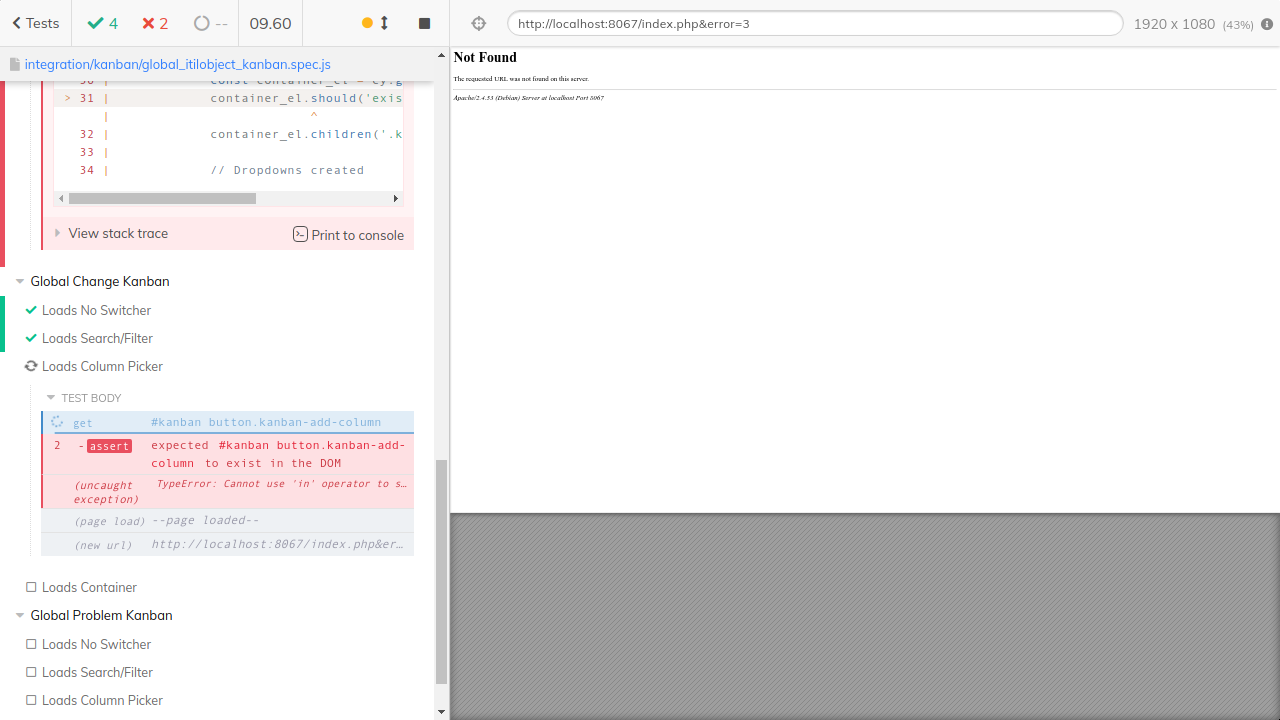 Tests
4
2
--
09.60
http://localhost:8067/index.php&error=3
1920 x 1080 (43%)
integration/kanban/global_itilobject_kanban.spec.js
> 31 | container_el.should('exis
| ^
32 | container_el.children('.k
33 |
34 | // Dropdowns created
View stack trace
Print to console
Global Change Kanban
Loads No Switcher
Loads Search/Filter
Loads Column Picker
TEST BODY
get #kanban button.kanban-add-column
2 -assert expected #kanban button.kanban-add-
column to exist in the DOM
(uncaught exception) TypeError: Cannot use 'in' operator to s…
(page load) --page loaded--
(new url) http://localhost:8067/index.php&er…
Loads Container
Global Problem Kanban
Loads No Switcher
Loads Search/Filter
Loads Column Picker
Not Found
The requested URL was not found on this server.
Apache/2.4.53 (Debian) Server at localhost Port 8067